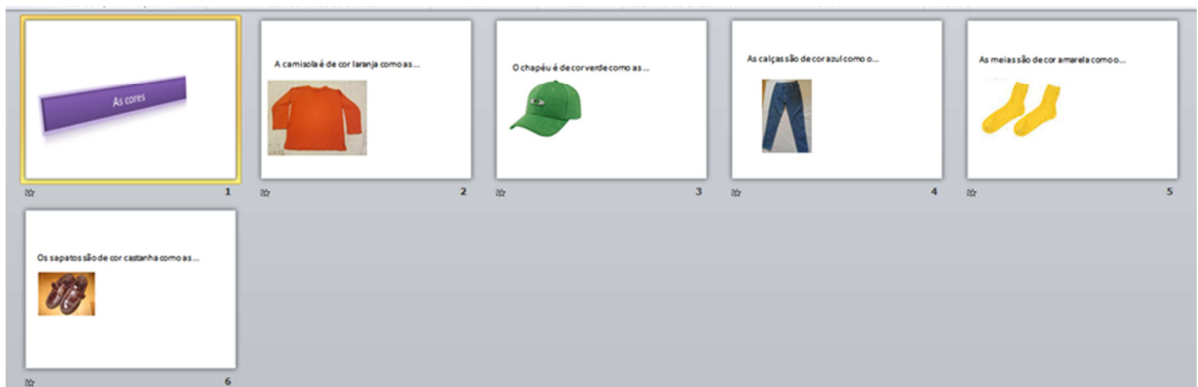 As cores
1
A camisola é de cor laranja como as ...
2
O chapéu é de cor verde como as ...
3
As calças são de cor azul como o...
4
As meias são de cor amarela como o...
5
Os sapatos são de cor castanha como as ...
6